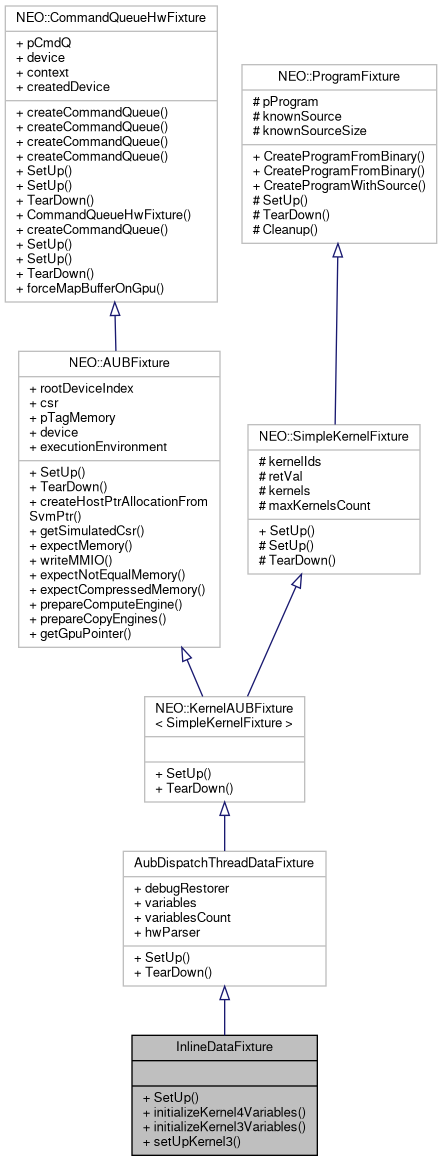 NEO::CommandQueueHwFixture
+ pCmdQ
+ device
+ context
+ createdDevice
+ createCommandQueue()
+ createCommandQueue()
+ createCommandQueue()
+ createCommandQueue()
+ SetUp()
+ SetUp()
+ TearDown()
+ CommandQueueHwFixture()
+ createCommandQueue()
+ SetUp()
+ SetUp()
+ TearDown()
+ forceMapBufferOnGpu()
NEO::ProgramFixture
# pProgram
# knownSource
# knownSourceSize
+ CreateProgramFromBinary()
+ CreateProgramFromBinary()
+ CreateProgramWithSource()
# SetUp()
# TearDown()
# Cleanup()
NEO::AUBFixture
+ rootDeviceIndex
+ csr
+ pTagMemory
+ device
+ executionEnvironment
+ SetUp()
+ TearDown()
+ createHostPtrAllocationFrom
SvmPtr()
+ getSimulatedCsr()
+ expectMemory()
+ writeMMIO()
+ expectNotEqualMemory()
+ expectCompressedMemory()
+ prepareComputeEngine()
+ prepareCopyEngines()
+ getGpuPointer()
NEO::SimpleKernelFixture
# kernelIds
# retVal
# kernels
# maxKernelsCount
+ SetUp()
# SetUp()
# TearDown()
NEO::KernelAUBFixture
< SimpleKernelFixture >
+ SetUp()
+ TearDown()
AubDispatchThreadDataFixture
+ debugRestorer
+ variables
+ variablesCount
+ hwParser
+ SetUp()
+ TearDown()
InlineDataFixture
+ SetUp()
+ initializeKernel4Variables()
+ initializeKernel3Variables()
+ setUpKernel3()